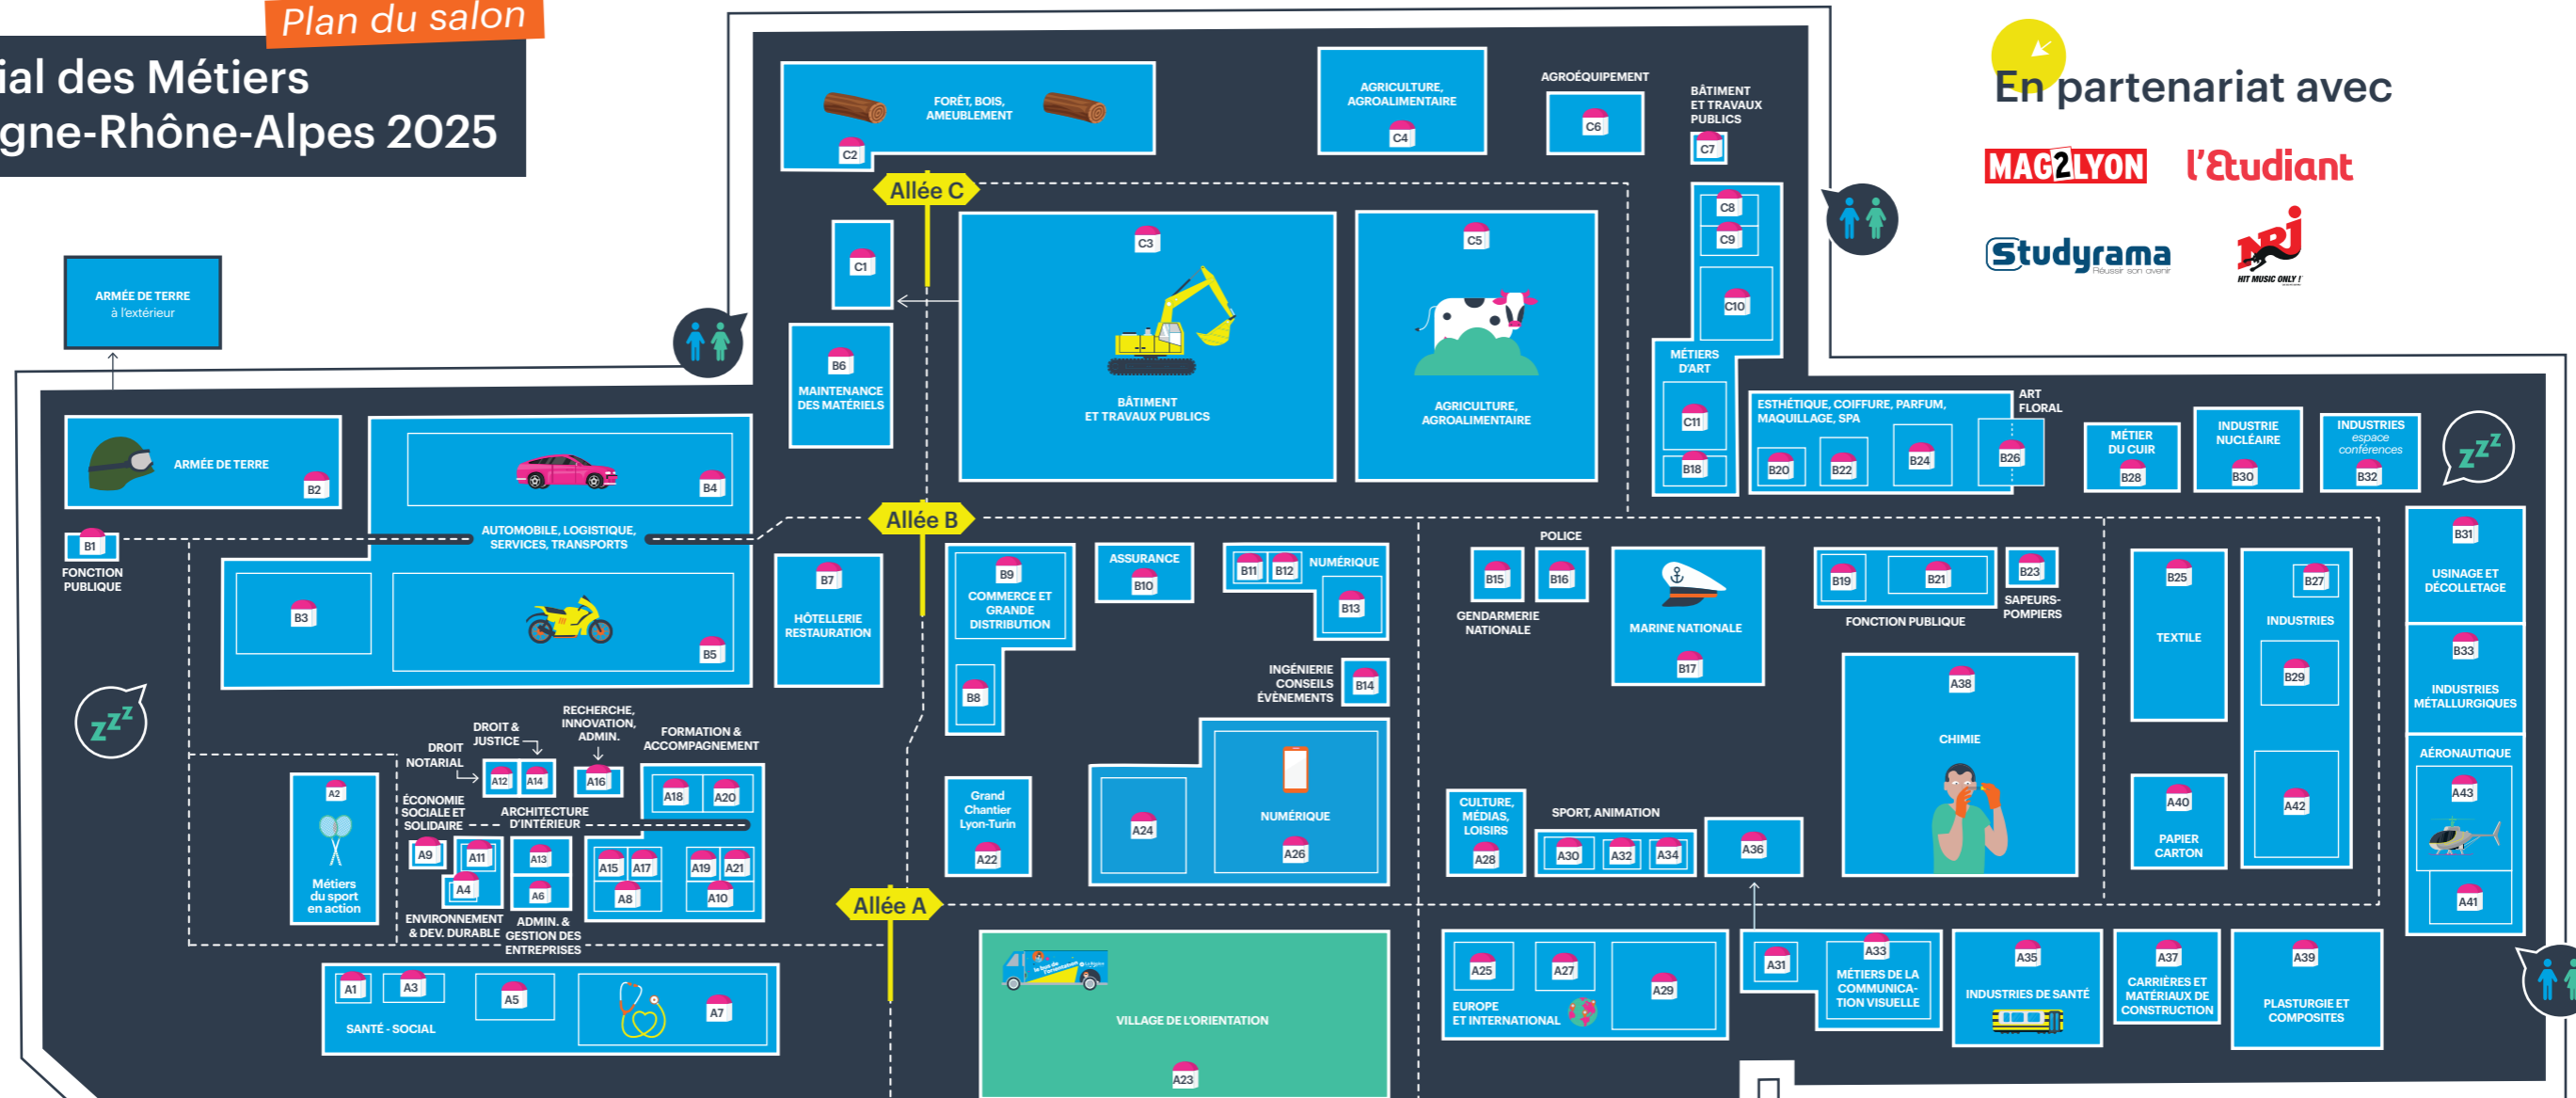 Plan du salon
ial des Métiers
gne-Rhône-Alpes 2025
En partenariat avec
MAG2LYON
l'Etudiant
Studyrama
Réussir son avenir
NRJ
HIT MUSIC ONLY !
FORÊT, BOIS,
AMEUBLEMENT
C2
AGRICULTURE,
AGROALIMENTAIRE
C4
AGROÉQUIPEMENT
C6
BÂTIMENT
ET TRAVAUX
PUBLICS
C7
Allée C
C1
C3
BÂTIMENT
ET TRAVAUX PUBLICS
C5
AGRICULTURE,
AGROALIMENTAIRE
C8
C9
C10
MÉTIERS
D'ART
C11
B18
ARMÉE DE TERRE
à l'extérieur
B6
MAINTENANCE
DES MATÉRIELS
ARMÉE DE TERRE
B2
B4
AUTOMOBILE, LOGISTIQUE,
SERVICES, TRANSPORTS
B3
B5
B1
FONCTION
PUBLIQUE
ESTHÉTIQUE, COIFFURE, PARFUM,
MAQUILLAGE, SPA
B20
B22
B24
ART
FLORAL
B26
MÉTIER
DU CUIR
B28
INDUSTRIE
NUCLÉAIRE
B30
INDUSTRIES
espace
conférences
B32
zzz
Allée B
B7
HÔTELLERIE
RESTAURATION
B9
COMMERCE ET
GRANDE
DISTRIBUTION
B8
ASSURANCE
B10
B11
B12
NUMÉRIQUE
B13
INGÉNIERIE
CONSEILS
ÉVÈNEMENTS
B14
B15
GENDARMERIE
NATIONALE
POLICE
B16
MARINE NATIONALE
B17
B19
B21
FONCTION PUBLIQUE
B23
SAPEURS-
POMPIERS
B25
TEXTILE
B27
INDUSTRIES
B29
A42
B31
USINAGE ET
DÉCOLLETAGE
B33
INDUSTRIES
MÉTALLURGIQUES
AÉRONAUTIQUE
A43
A41
zzz
A2
Métiers
du sport
en action
DROIT
NOTARIAL
A12
DROIT &
JUSTICE
A14
RECHERCHE,
INNOVATION,
ADMIN.
A16
FORMATION &
ACCOMPAGNEMENT
A18
A20
ÉCONOMIE
SOCIALE ET
SOLIDAIRE
A9
ARCHITECTURE
D'INTÉRIEUR
A11
A4
A13
A6
A15
A17
A8
A19
A21
A10
ENVIRONNEMENT
& DEV. DURABLE
ADMIN. &
GESTION DES
ENTREPRISES
Grand
Chantier
Lyon-Turin
A22
A24
NUMÉRIQUE
A26
CULTURE,
MÉDIAS,
LOISIRS
A28
SPORT, ANIMATION
A30
A32
A34
A36
A38
CHIMIE
A40
PAPIER
CARTON
Allée A
A1
A3
A5
A7
SANTÉ - SOCIAL
le bus de
l'orientation
VILLAGE DE L'ORIENTATION
A23
A25
A27
A29
EUROPE
ET INTERNATIONAL
A31
A33
MÉTIERS DE LA
COMMUNICA-
TION VISUELLE
A35
INDUSTRIES DE SANTÉ
A37
CARRIÈRES ET
MATÉRIAUX DE
CONSTRUCTION
A39
PLASTURGIE ET
COMPOSITES